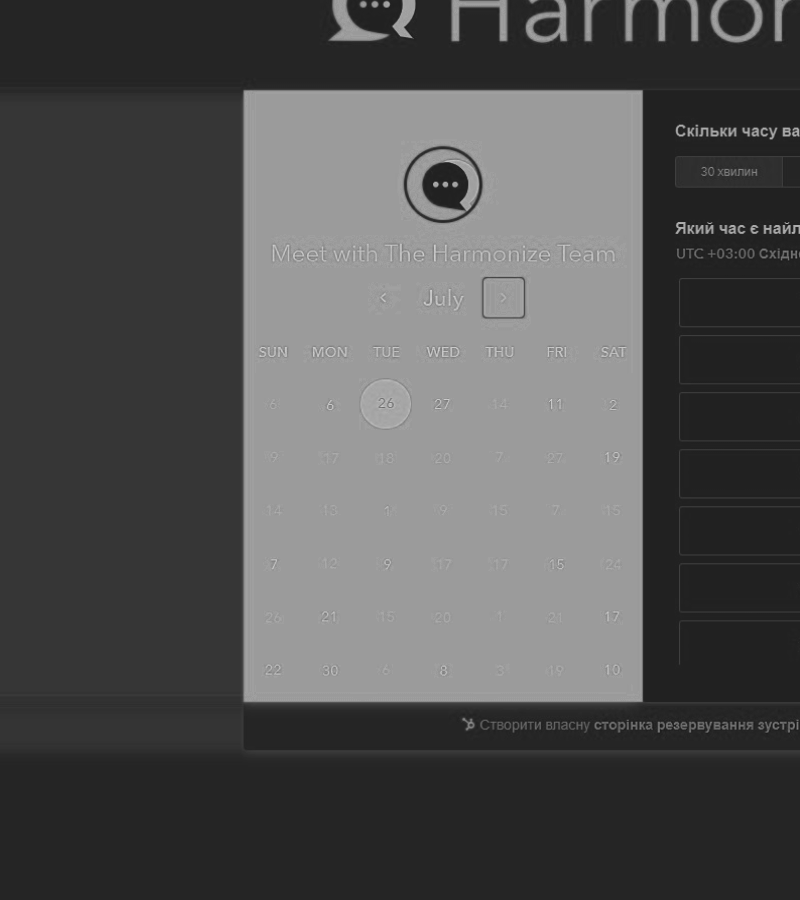 Harmon
Meet with The Harmonize Team
July
SUN MON TUE WED THU FRI SAT
6 6 26 27 14 11 2
9 17 18 20 7 27 19
14 13 1 9 15 7 15
7 12 9 17 17 15 24
26 21 15 20 1 21 17
22 30 6 8 3 19 10
Скільки часу ва
30 хвилин
Який час є найл
UTC +03:00 Східн
Створити власну сторінка резервування зустрі